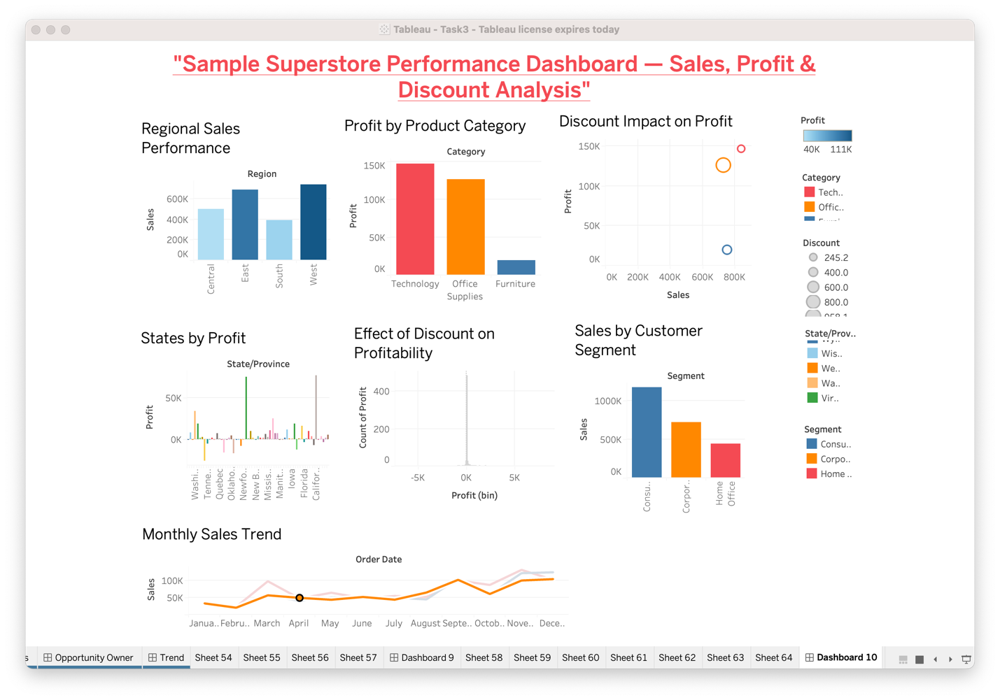 Tableau - Task3 - Tableau license expires today
"Sample Superstore Performance Dashboard — Sales, Profit &
Discount Analysis"
Regional Sales
Performance
Region
Sales
600K
400K
200K
0K
Central
East
South
West
Profit by Product Category
Category
Profit
150K
100K
50K
0K
Technology
Office
Supplies
Furniture
Discount Impact on Profit
Profit
150K
100K
50K
0K
0K 200K 400K 600K 800K
Sales
Profit
40K 111K
Category
Tech..
Offic..
Discount
245.2
400.0
600.0
800.0
State/Prov..
Wis..
We..
Wa..
Vir..
Segment
Consu..
Corpo..
Home ..
States by Profit
State/Province
Profit
50K
0K
Washi..
Tenne..
Quebec
Oklaho..
Newfo..
New B..
Missis..
Manit..
Iowa
Florida
Califor..
Effect of Discount on
Profitability
Count of Profit
400
200
0
-5K 0K 5K
Profit (bin)
Sales by Customer
Segment
Segment
Sales
1000K
500K
0K
Consu..
Corpor..
Home
Office
Monthly Sales Trend
Order Date
Sales
100K
50K
Janua.. Febru.. March April May June July August Septe.. Octob.. Nove.. Dece..
s Opportunity Owner Trend Sheet 54 Sheet 55 Sheet 56 Sheet 57 Dashboard 9 Sheet 58 Sheet 59 Sheet 60 Sheet 61 Sheet 62 Sheet 63 Sheet 64 Dashboard 10